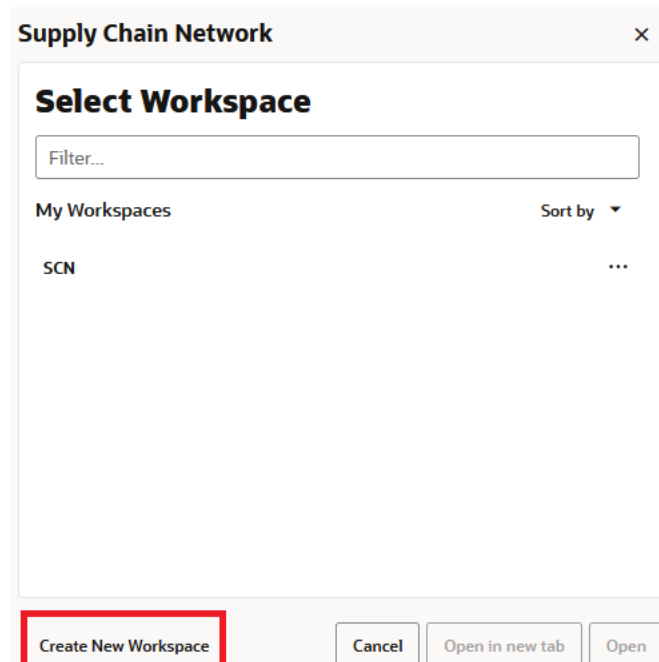 Supply Chain Network
Select Workspace
Filter...
My Workspaces Sort by
SCN
Create New Workspace Cancel Open in new tab Open